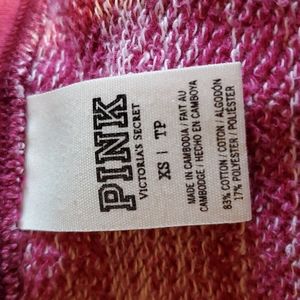 PINK
VICTORIA'S SECRET
XS | TP
MADE IN CAMBODIA / FAIT AU
CAMBODGE / HECHO EN CAMBOYA
83% COTTON / COTON / ALGODÓN
17% POLYESTER / POLIÉSTER